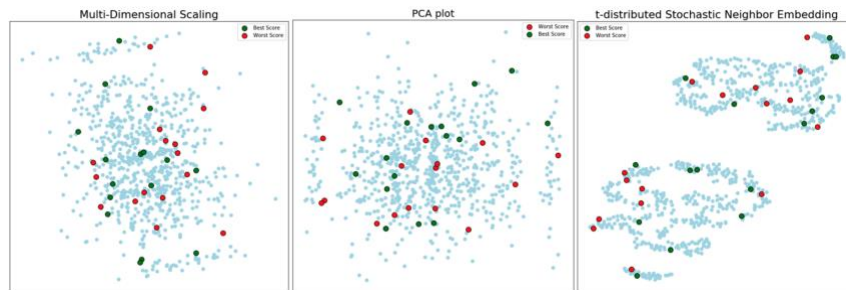 Multi-Dimensional Scaling
Best Score
Worst Score
PCA plot
Worst Score
Best Score
t-distributed Stochastic Neighbor Embedding
Best Score
Worst Score